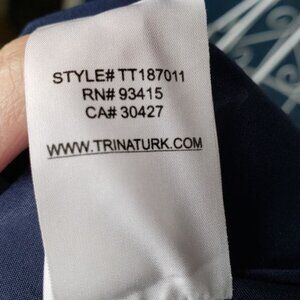 STYLE# TT187011
RN# 93415
CA# 30427
WWW.TRINATURK.COM